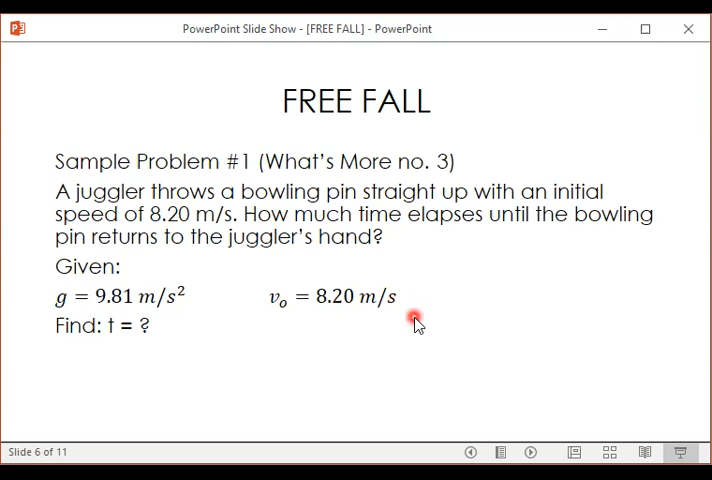 PowerPoint Slide Show - [FREE FALL] - PowerPoint
FREE FALL
Sample Problem #1 (What's More no. 3)
A juggler throws a bowling pin straight up with an initial
speed of 8.20 m/s. How much time elapses until the bowling
pin returns to the juggler's hand?
Given:
g = 9.81 m/s² v₀ = 8.20 m/s
Find: t = ?
Slide 6 of 11